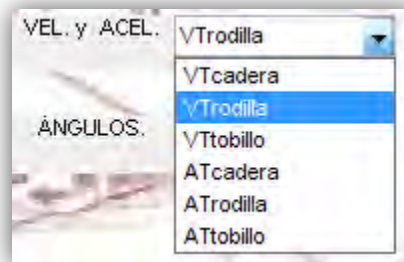 VEL. y ACEL. VTrodilla
VTcadera
VTrodilla
ÁNGULOS. VTtobillo
ATcadera
ATrodilla
ATtobillo